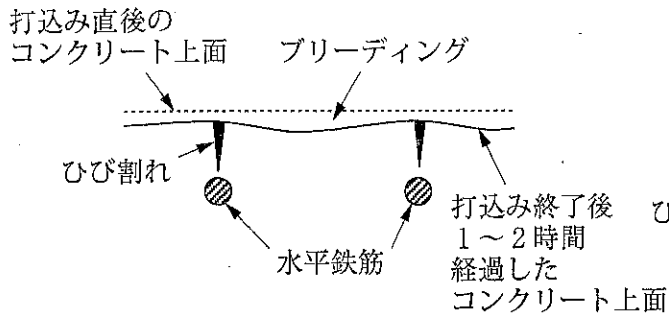 打込み直後の
コンクリート上面
ブリーディング
ひび割れ
水平鉄筋
打込み終了後
1～2時間
経過した
コンクリート上面
ひ